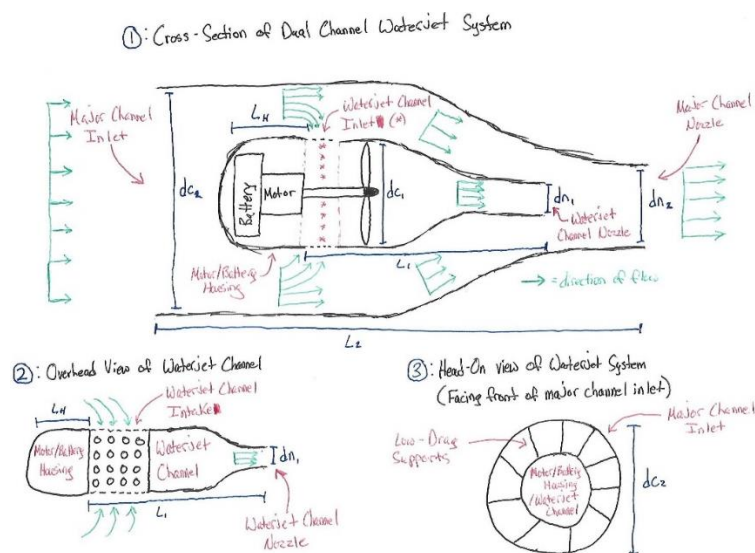 ①: Cross-Section of Dual Channel Waterjet System
Major Channel
Inlet
LH
Waterjet Channel
Inlet (*)
Major Channel
Nozzle
dc2
Battery
Motor
dc1
dn1
dn2
Waterjet
Channel Nozzle
Motor/Battery
Housing
L1
→ = direction of flow
L2
②: Overhead View of Waterjet Channel
Waterjet Channel
Intake
LH
Motor/Battery
Housing
Waterjet
Channel
dn1
L1
Waterjet Channel
Nozzle
③: Head-On View of Waterjet System
(Facing front of major channel inlet)
Low-Drag
Supports
Major Channel
Inlet
Motor/Battery
Housing
/Waterjet
Channel
dc2